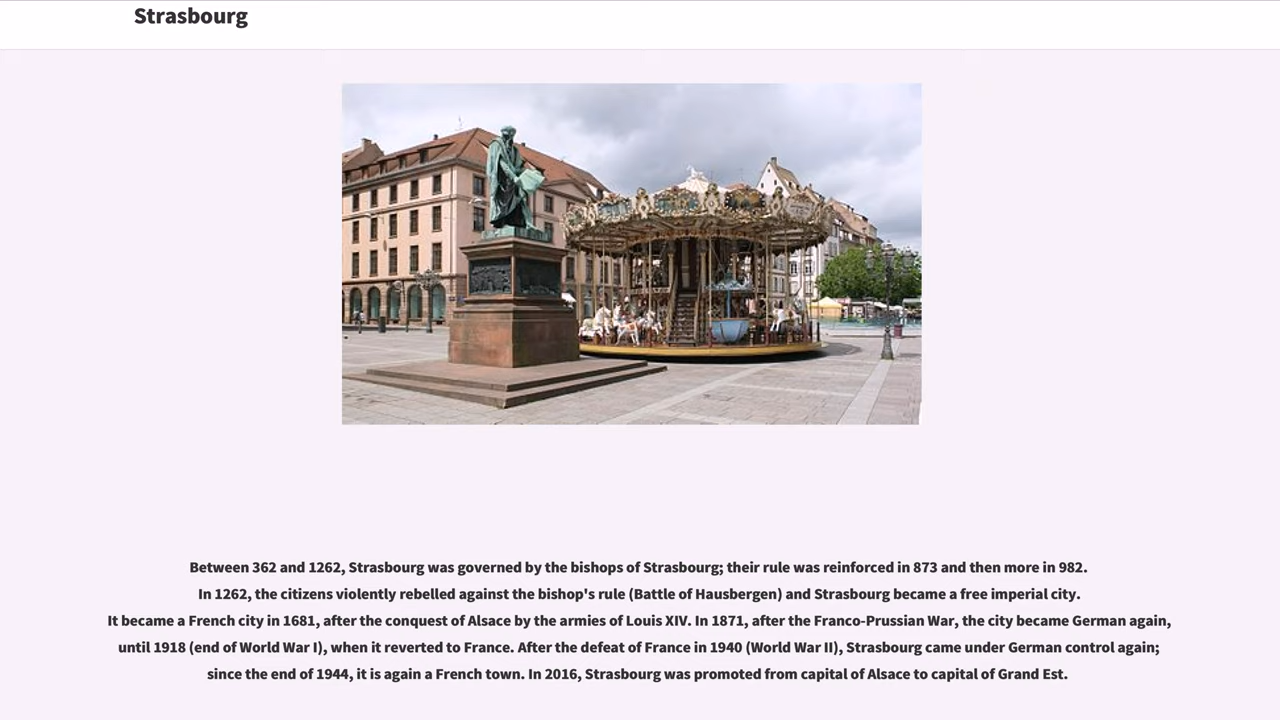 Strasbourg
Between 362 and 1262, Strasbourg was governed by the bishops of Strasbourg; their rule was reinforced in 873 and then more in 982.
In 1262, the citizens violently rebelled against the bishop's rule (Battle of Hausbergen) and Strasbourg became a free imperial city.
It became a French city in 1681, after the conquest of Alsace by the armies of Louis XIV. In 1871, after the Franco-Prussian War, the city became German again,
until 1918 (end of World War I), when it reverted to France. After the defeat of France in 1940 (World War II), Strasbourg came under German control again;
since the end of 1944, it is again a French town. In 2016, Strasbourg was promoted from capital of Alsace to capital of Grand Est.